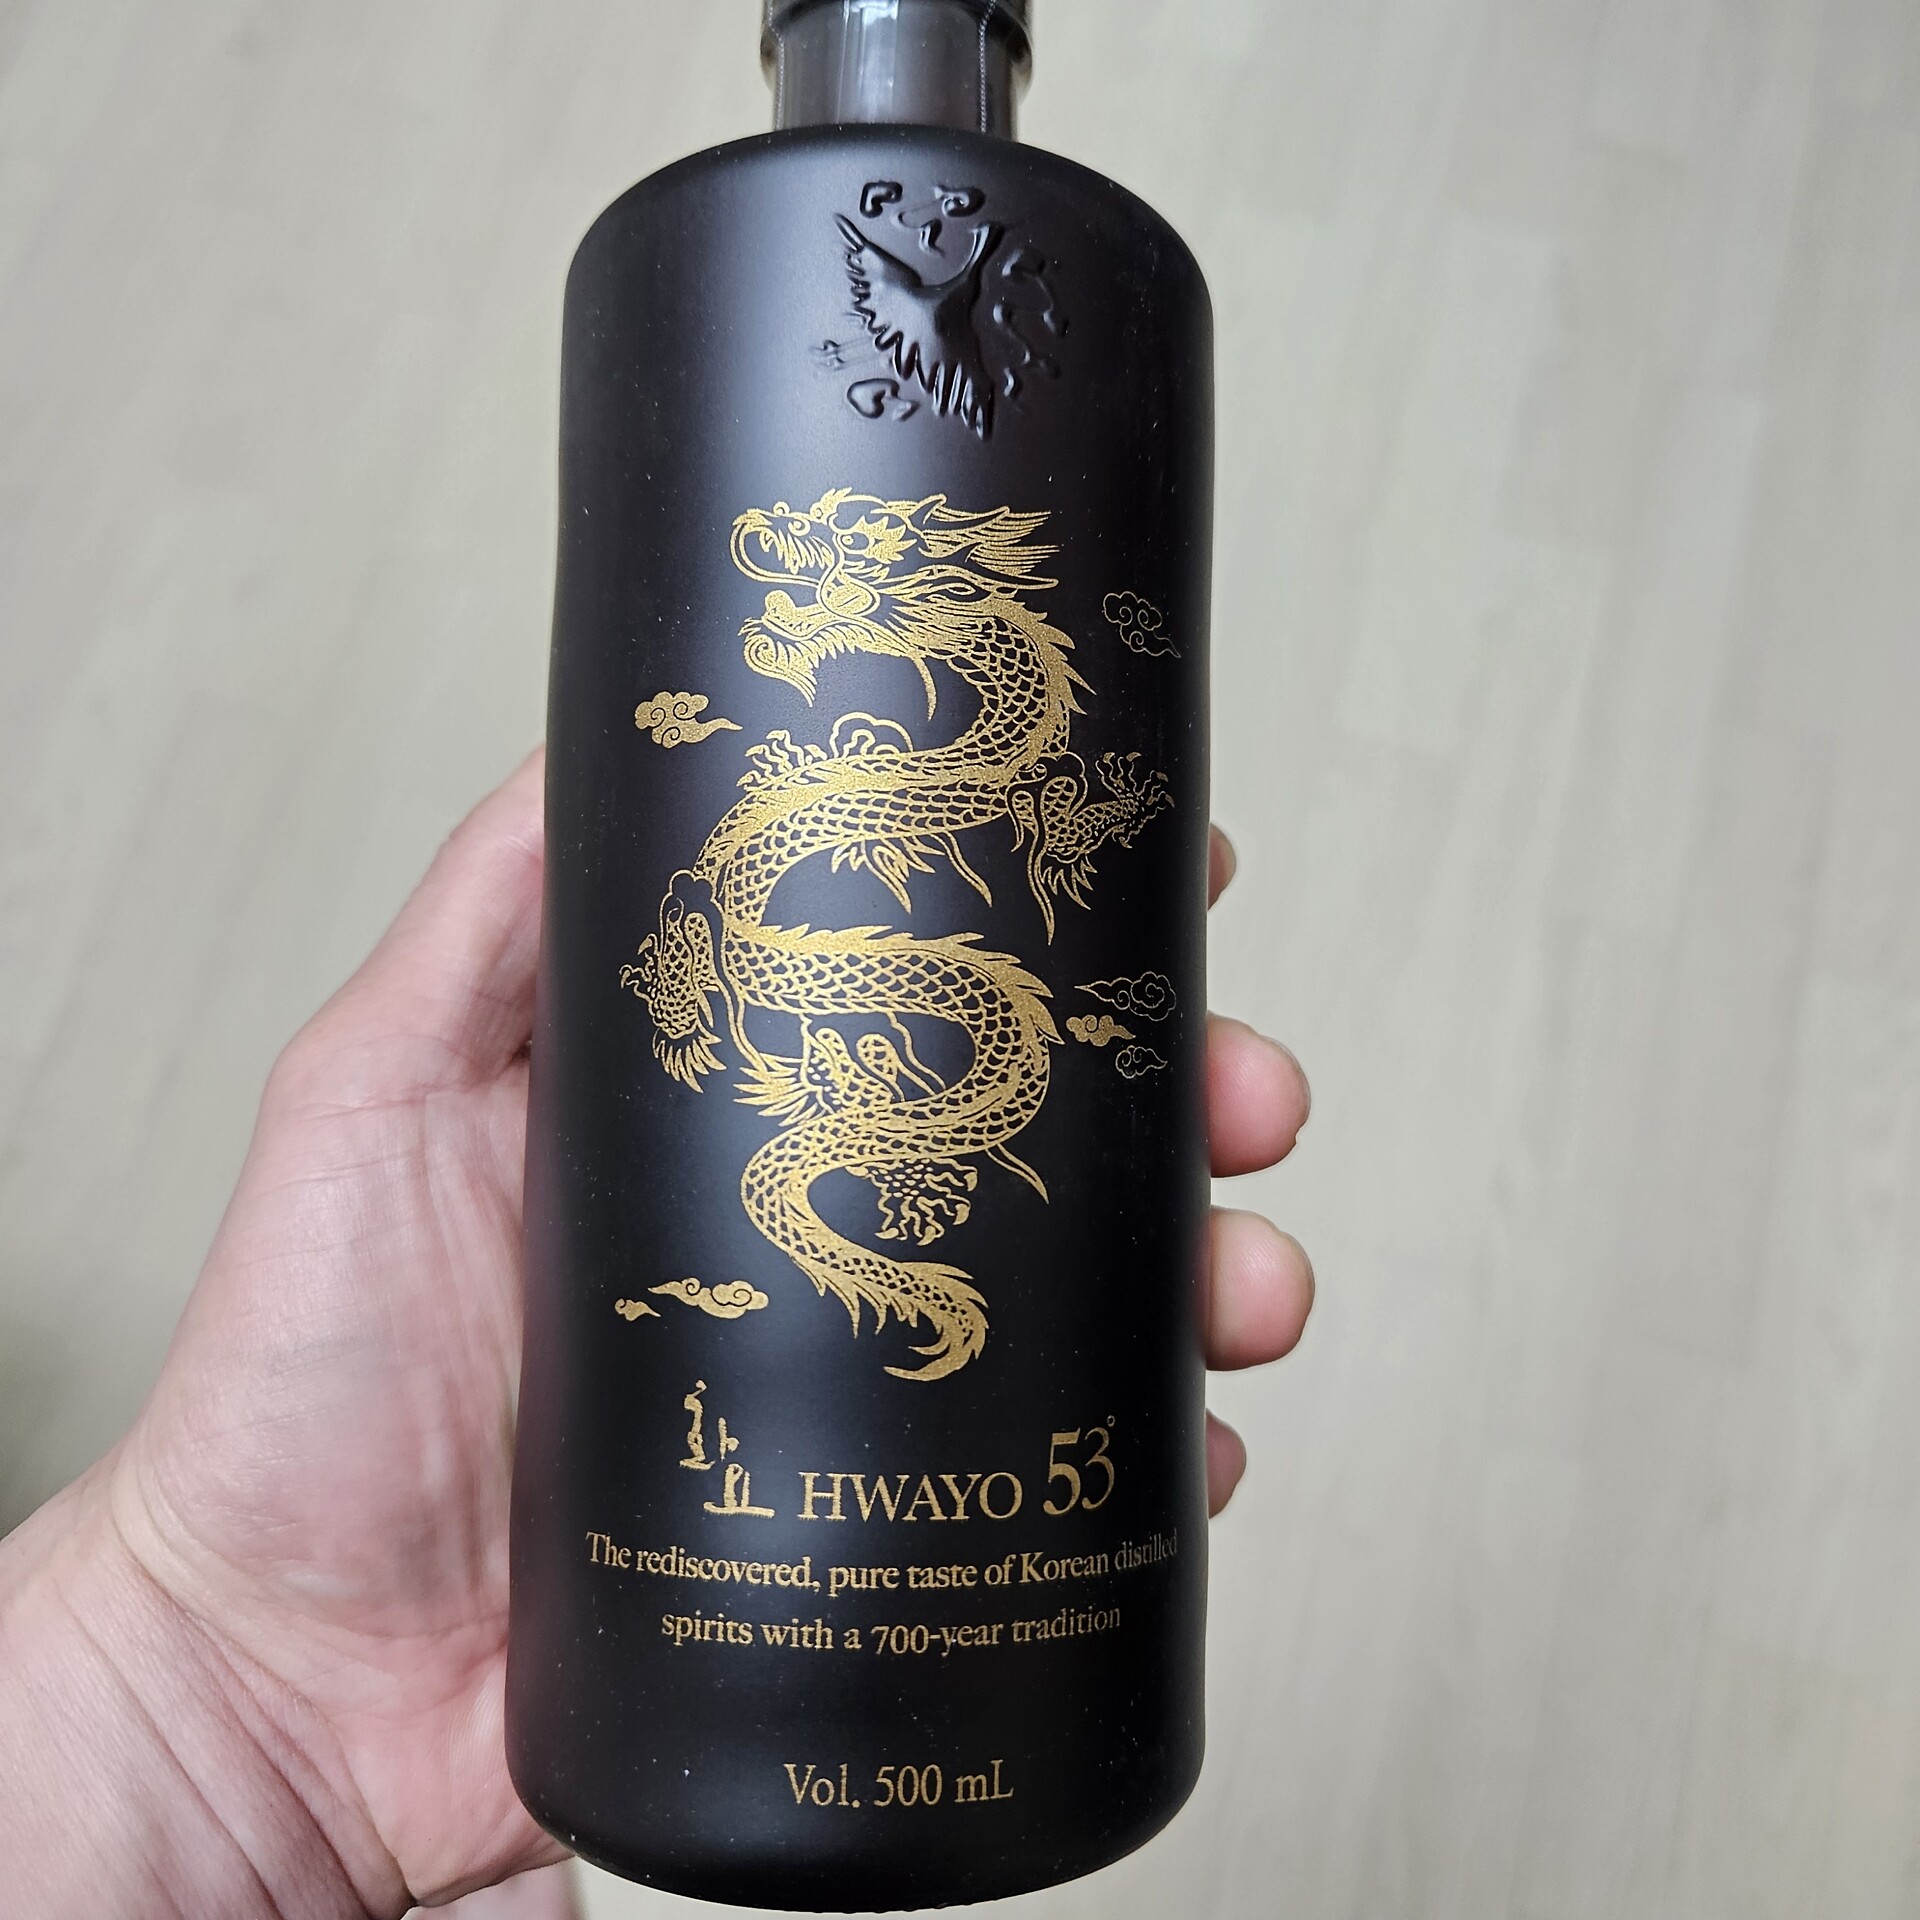 화요 HWAYO 53°
The rediscovered, pure taste of Korean distilled
spirits with a 700-year tradition
Vol. 500 mL